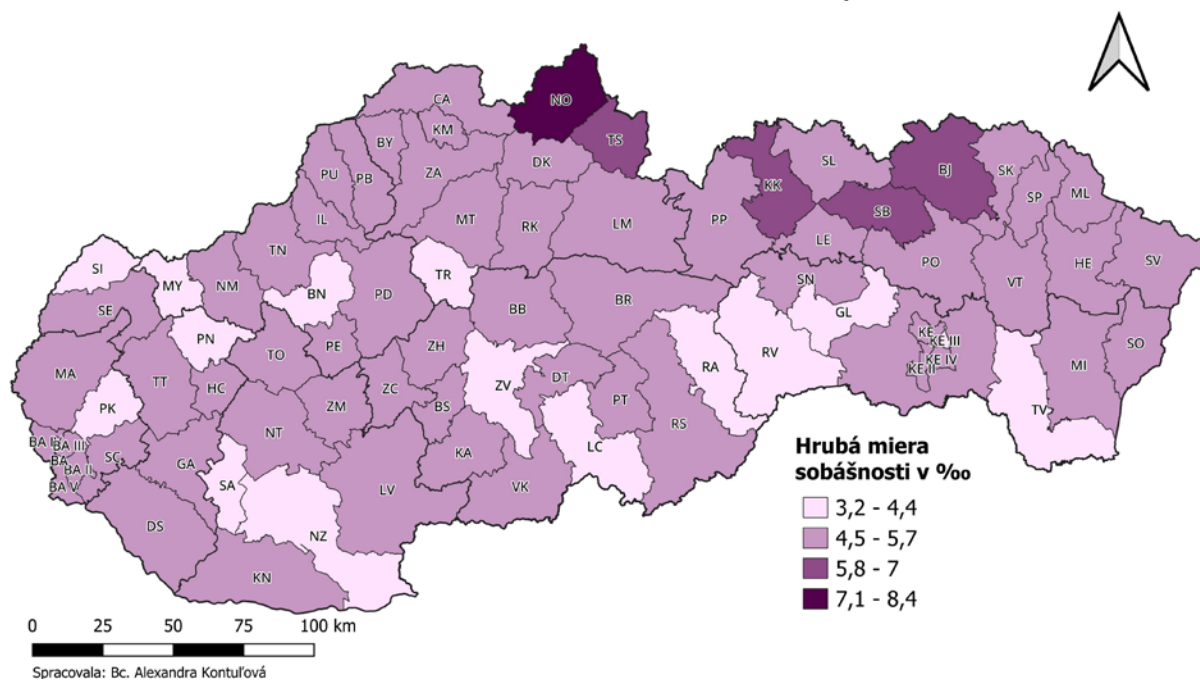 NO
CA
KM
TS
BY
DK
ZA
PU
PB
IL
MT
RK
LM
PP
KK
SL
BJ
SB
SK
SP
ML
LE
PO
VT
HE
SV
TN
SI
MY
NM
BN
PD
TR
BB
BR
SN
GL
SE
PN
TO
PE
ZH
RA
RV
KE
KE III
KE IV
KE II
MI
SO
MA
TT
HC
ZM
ZC
BS
ZV
DT
PT
RS
TV
PK
NT
KA
LC
BA III
BA
BA II
BA V
SC
GA
SA
LV
VK
DS
NZ
KN
Hrubá miera
sobášnosti v ‰
3,2 - 4,4
4,5 - 5,7
5,8 - 7
7,1 - 8,4
0 25 50 75 100 km
Spracovala: Bc. Alexandra Kontuľová